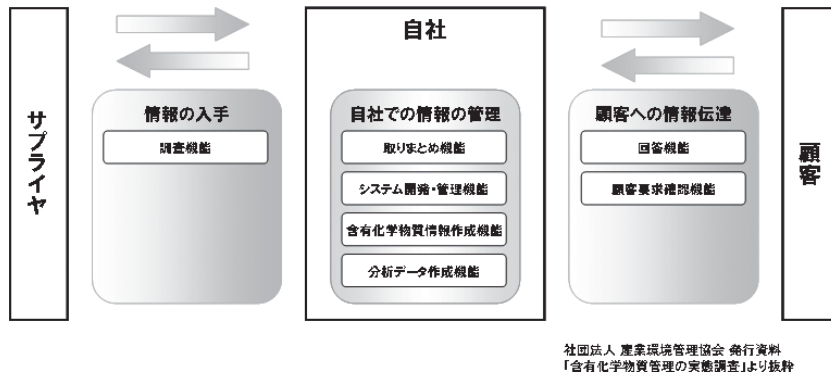 サプライヤ
情報の入手
調査機能
自社
自社での情報の管理
取りまとめ機能
システム開発・管理機能
含有化学物質情報作成機能
分析データ作成機能
顧客への情報伝達
回答機能
顧客要求確認機能
顧客
社団法人 産業環境管理協会 発行資料
「含有化学物質管理の実態調査」より抜粋